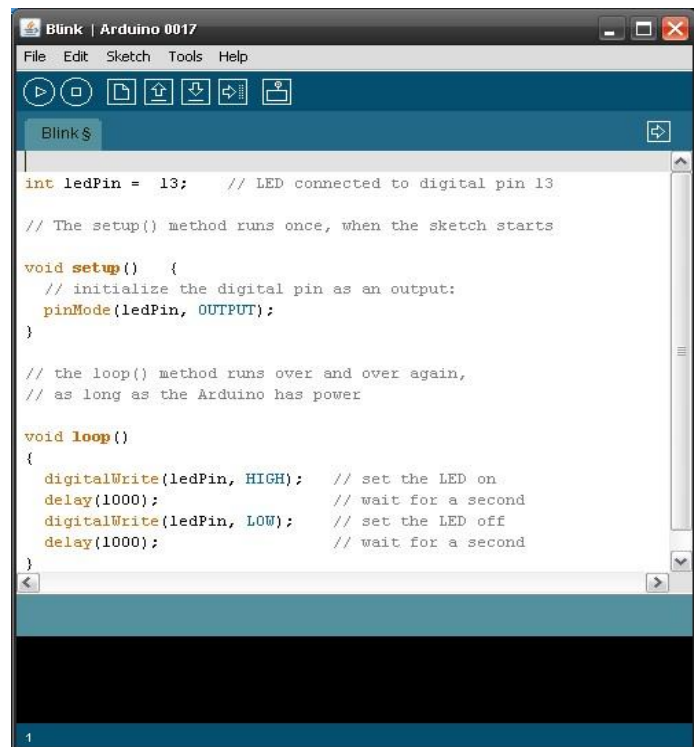 Blink | Arduino 0017
File Edit Sketch Tools Help
Blink §
int ledPin =  13;    // LED connected to digital pin 13
// The setup() method runs once, when the sketch starts
void setup()   {
  // initialize the digital pin as an output:
  pinMode(ledPin, OUTPUT);
}
// the loop() method runs over and over again,
// as long as the Arduino has power
void loop()
{
  digitalWrite(ledPin, HIGH);   // set the LED on
  delay(1000);                  // wait for a second
  digitalWrite(ledPin, LOW);    // set the LED off
  delay(1000);                  // wait for a second
}
1